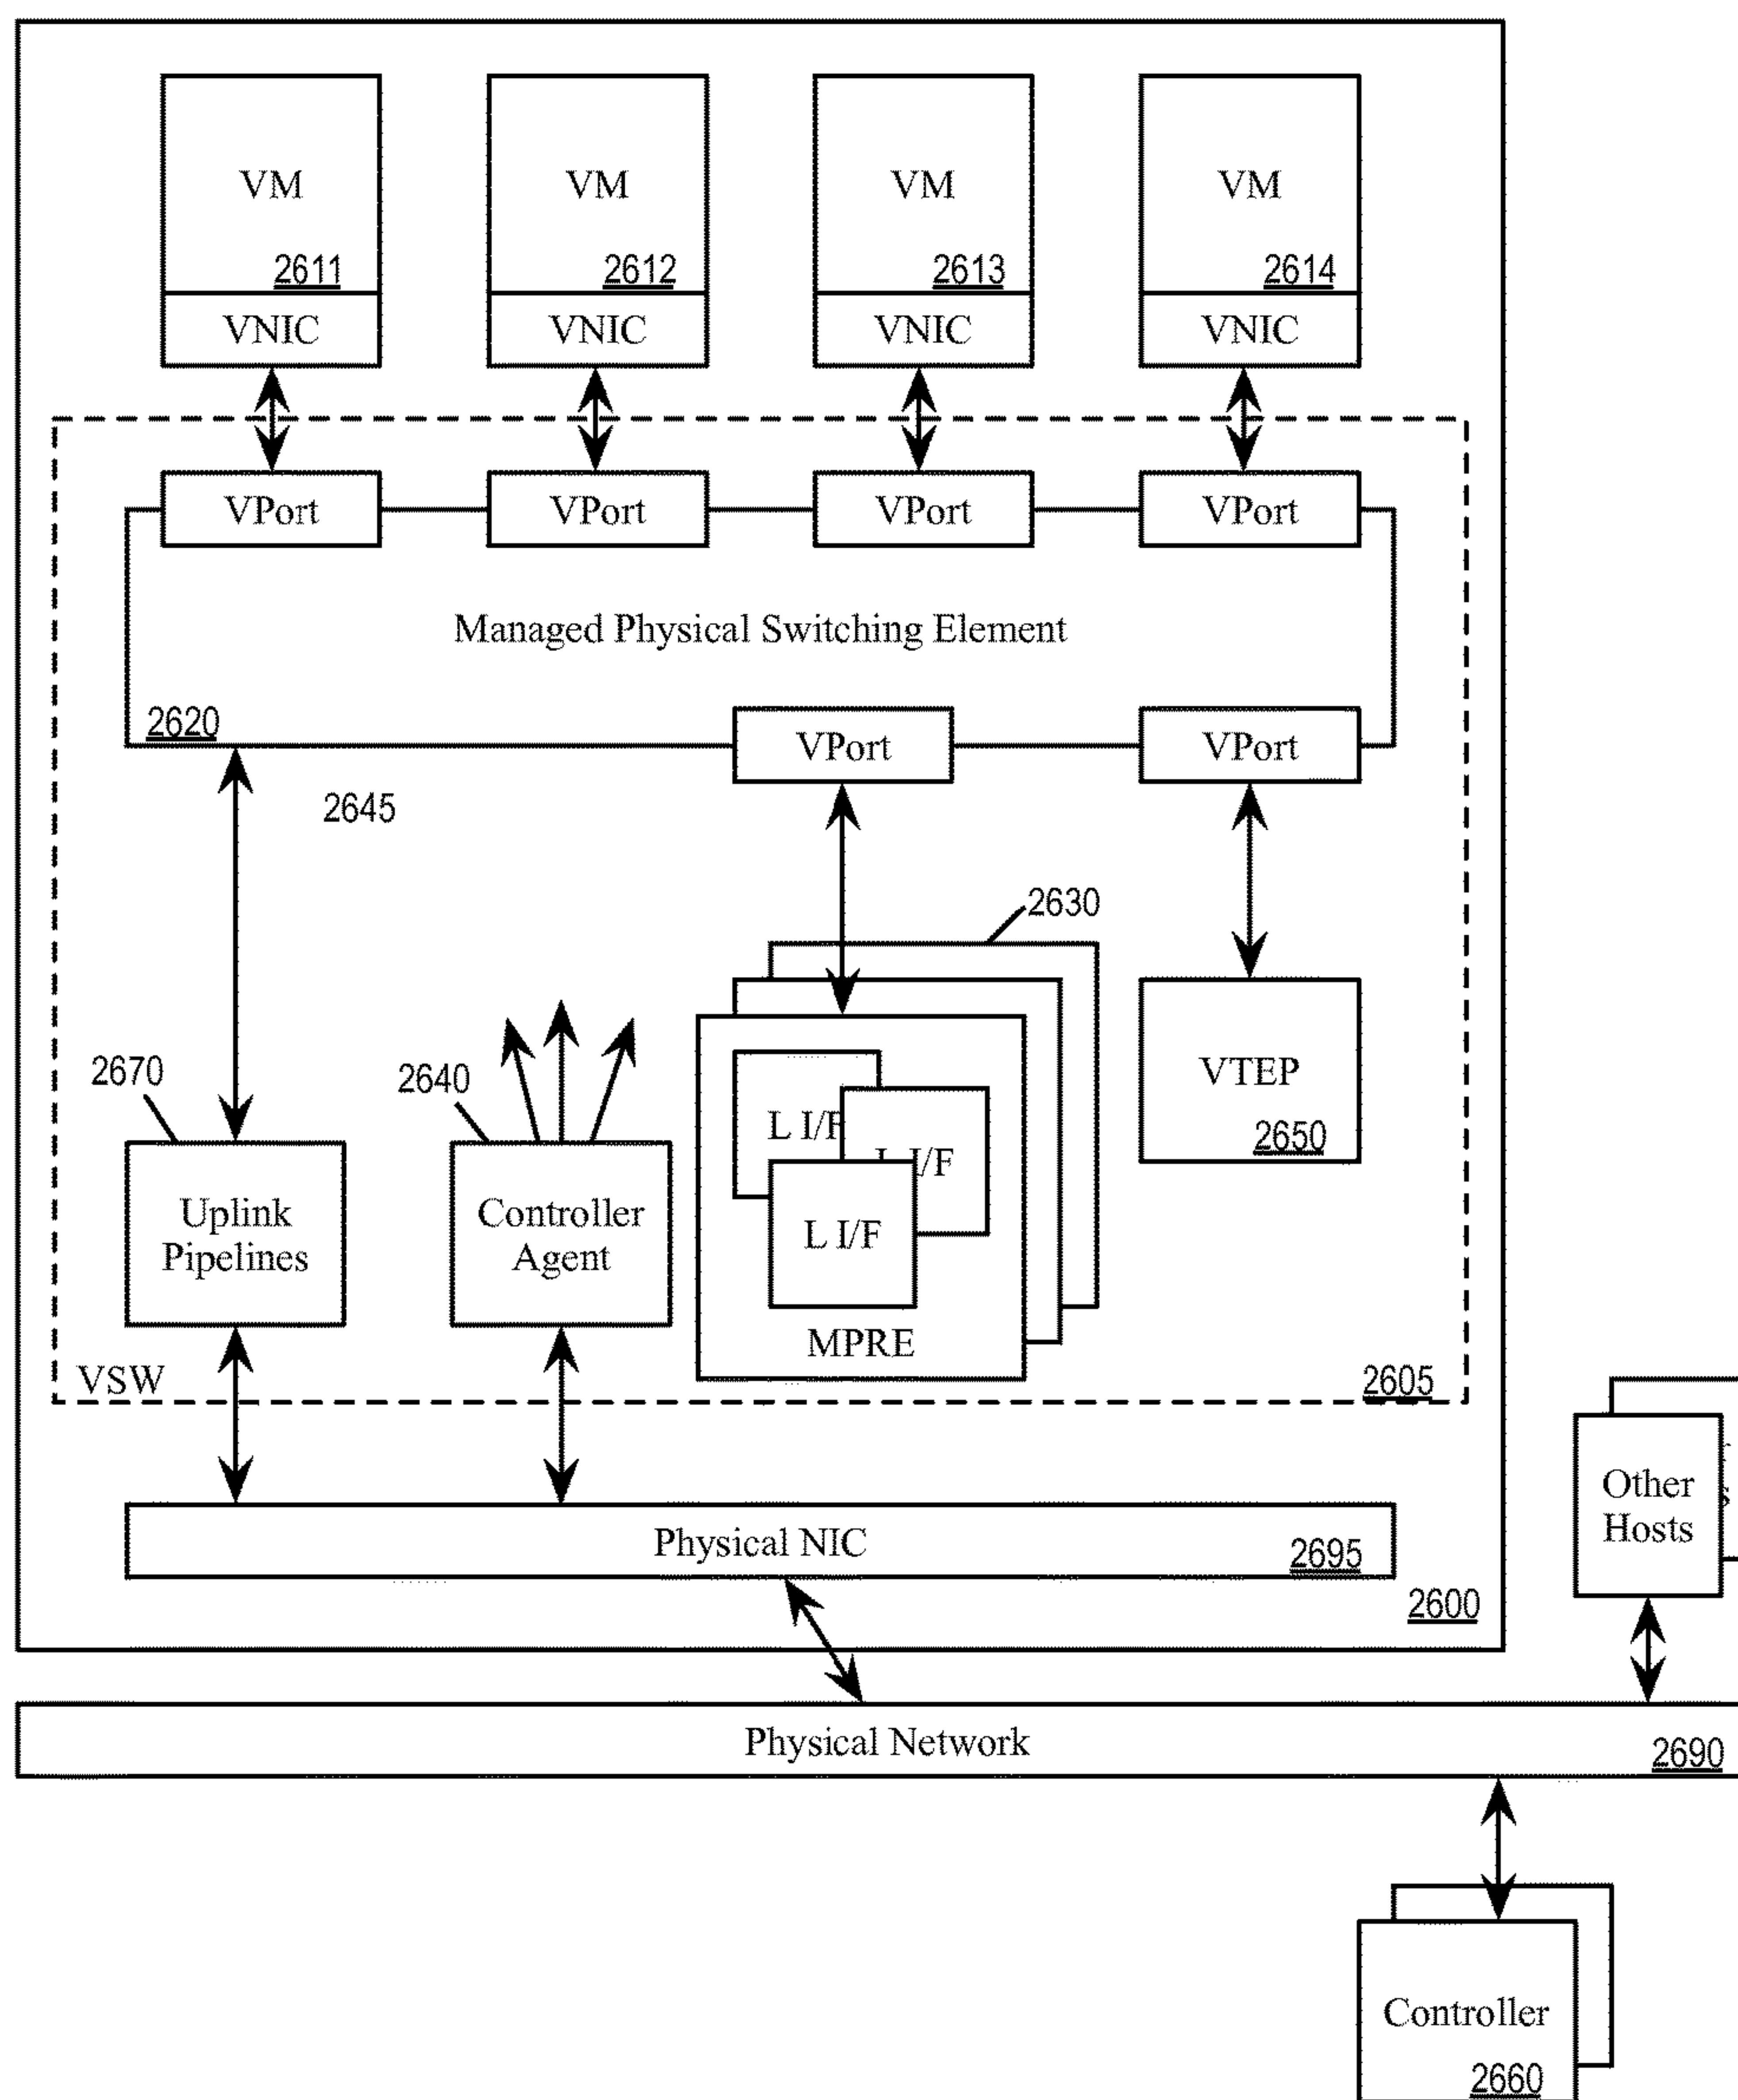 VM
VM
VM
VM
2611
2612
2613
2614
VNIC
VNIC
VNIC
VNIC
VPort
VPort
VPort
VPort
Managed Physical Switching Element
2620
VPort
VPort
2645
2630
2670
2640
VTEP
2650
L I/F
L I/F
L I/F
Uplink
Pipelines
Controller
Agent
MPRE
VSW
2605
Other
Hosts
Physical NIC
2695
2600
Physical Network
2690
Controller
2660